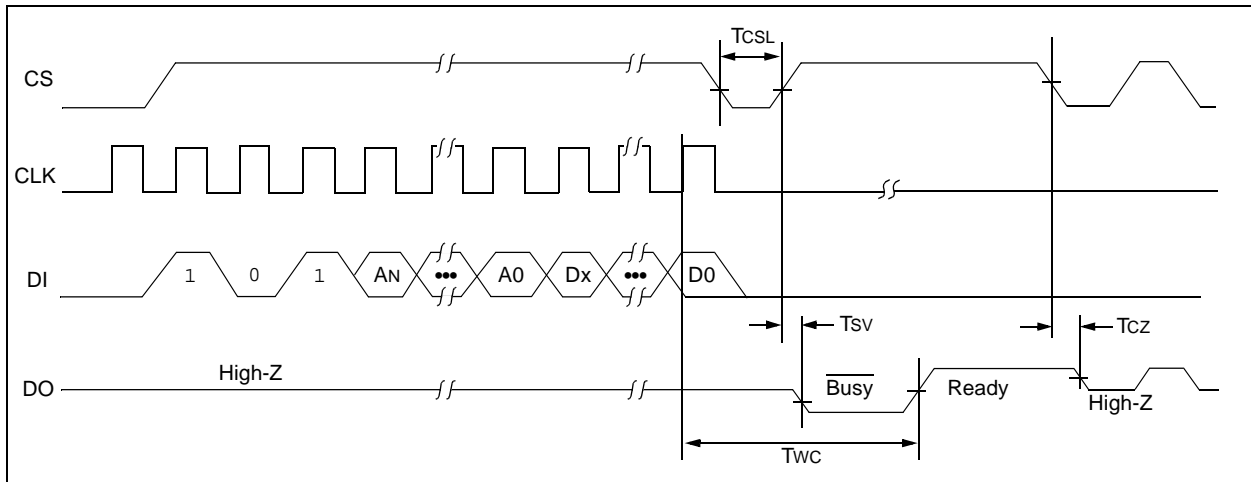 TCSL
CS
CLK
DI 1 0 1 AN ••• A0 Dx ••• D0
TSV TCZ
DO High-Z Busy Ready High-Z
TWC